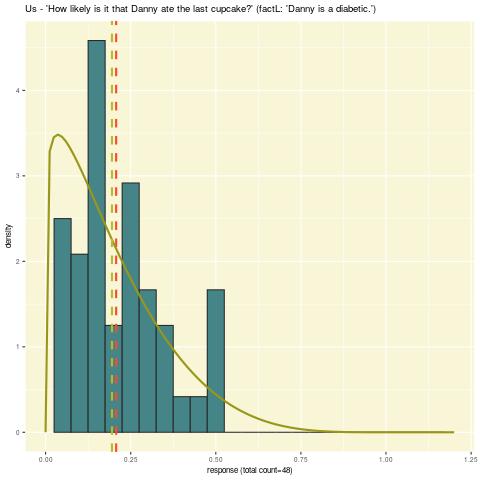 Us - 'How likely is it that Danny ate the last cupcake?' (factL: 'Danny is a diabetic.')
density
4
3
2
1
0
0.00 0.25 0.50 0.75 1.00 1.25
response (total count=48)